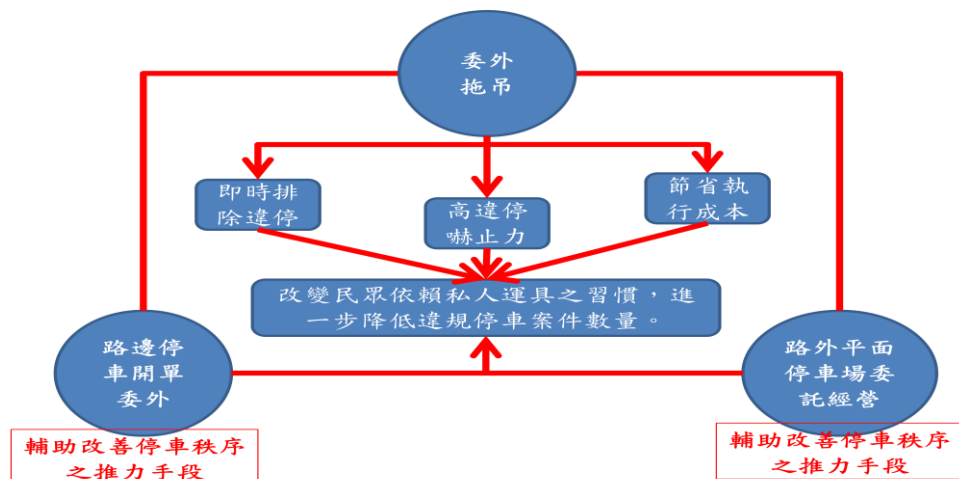 委外
拖吊
即時排
除違停
高違停
嚇止力
節省執
行成本
改變民眾依賴私人運具之習慣，進
一步降低違規停車案件數量。
路邊停
車開單
委外
路外平面
停車場委
託經營
輔助改善停車秩序
之推力手段
輔助改善停車秩序
之推力手段